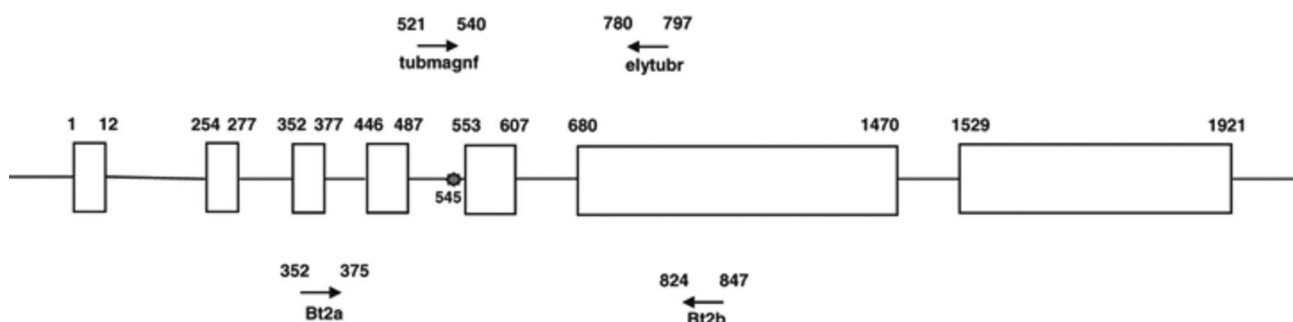 521 540 780 797
tubmagnf elytubr
1 12 254 277 352 377 446 487 553 607 680 1470 1529 1921
545
352 375 824 847
Bt2a Bt2b